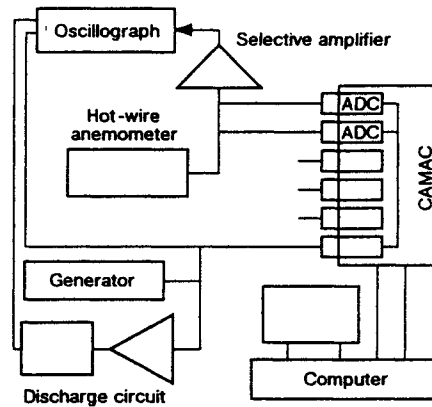 Oscillograph
Selective amplifier
Hot-wire
anemometer
ADC
ADC
CAMAC
Generator
Discharge circuit
Computer